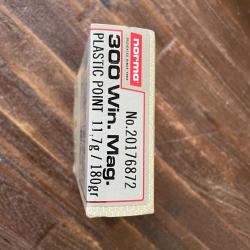 norma
No.20176872
300 Win. Mag.
PLASTIC POINT 11,7g / 180gr